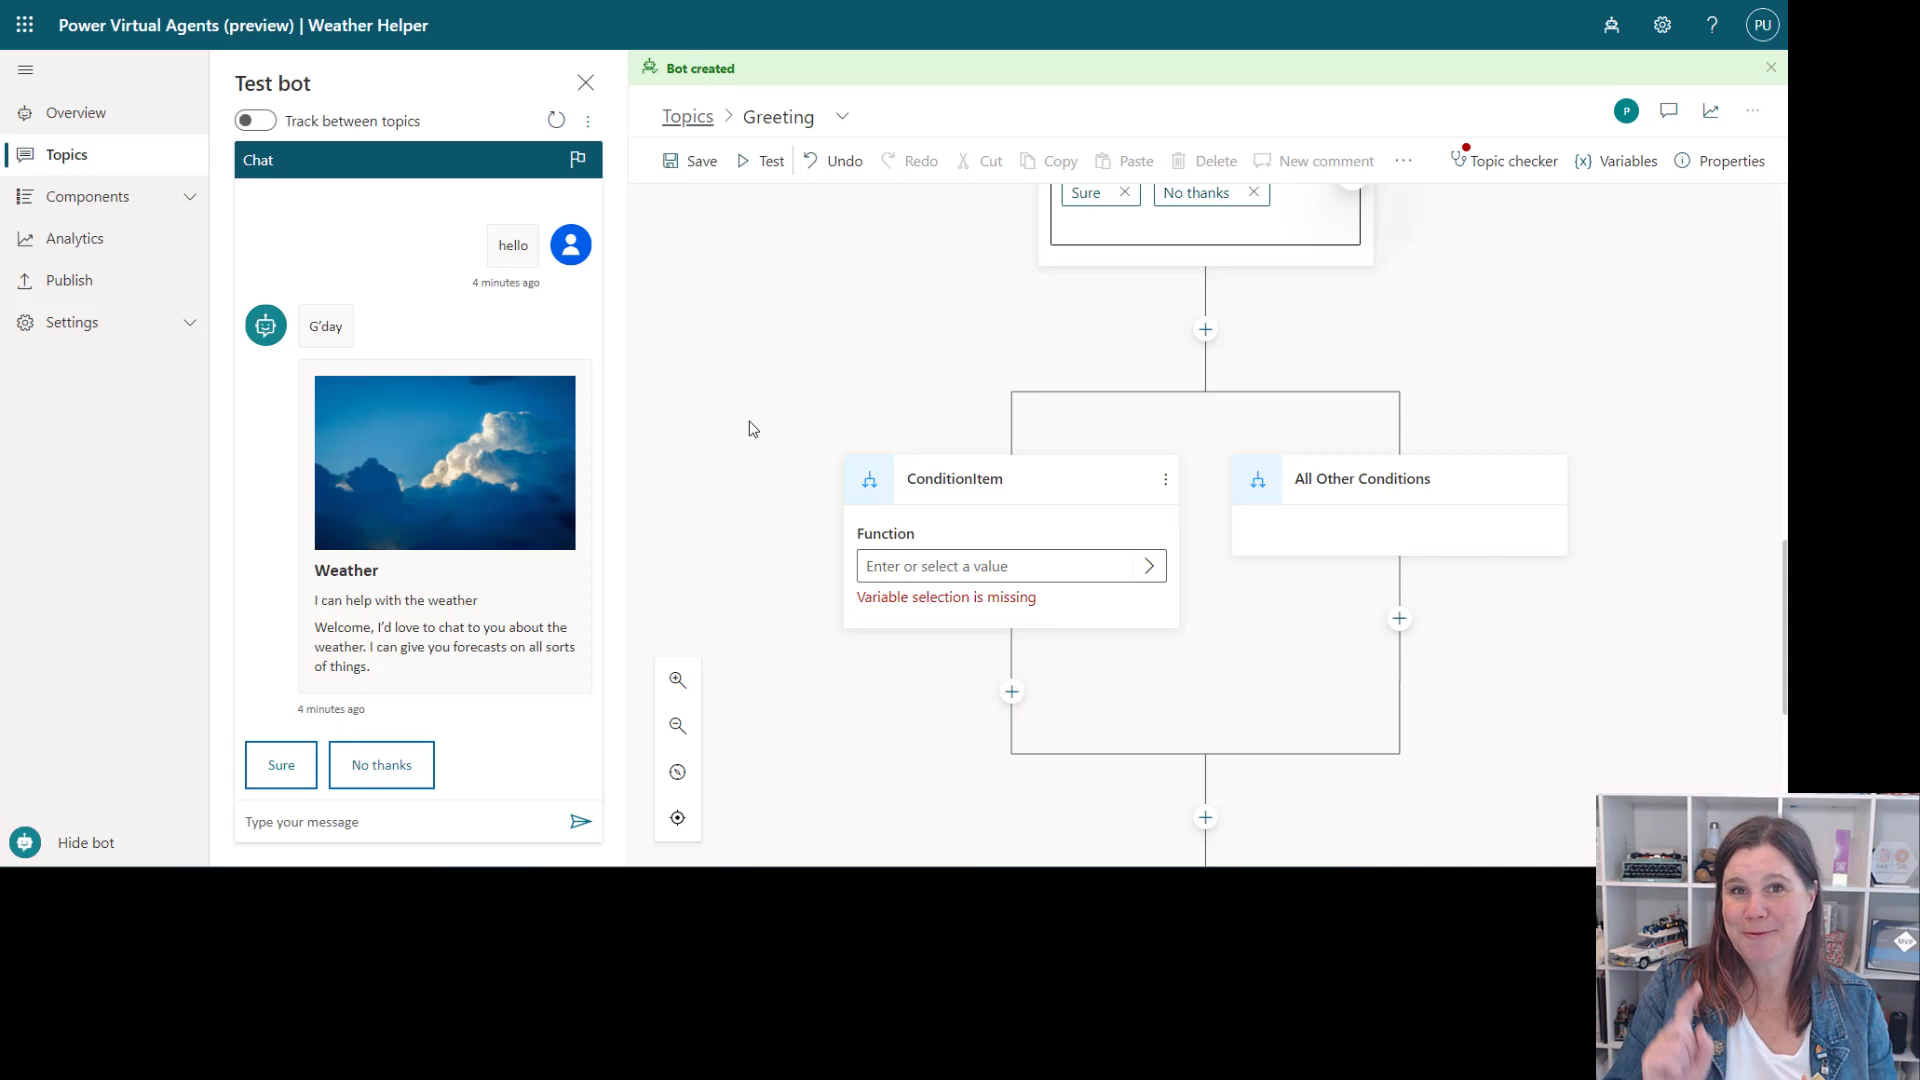 Power Virtual Agents (preview) | Weather Helper
PU
Overview
Topics
Components
Analytics
Publish
Settings
Hide bot
Test bot
Track between topics
Chat
hello
4 minutes ago
G'day
Weather
I can help with the weather
Welcome, I'd love to chat to you about the
weather. I can give you forecasts on all sorts
of things.
4 minutes ago
Sure
No thanks
Type your message
Bot created
Topics > Greeting
P
Save
Test
Undo
Redo
Cut
Copy
Paste
Delete
New comment
Topic checker
{x} Variables
Properties
Sure
No thanks
ConditionItem
Function
Enter or select a value
Variable selection is missing
All Other Conditions
MVP